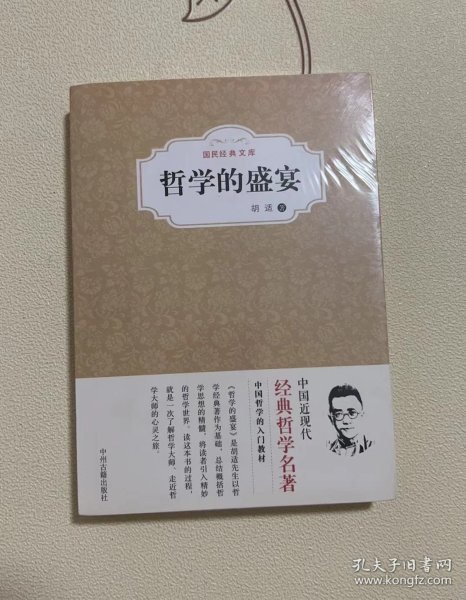 国民经典文库
哲学的盛宴
胡适 著
中国近现代
经典哲学名著
中国哲学的入门教材
《哲学的盛宴》是胡适先生以哲
学经典著作为基础，总结概括哲
学思想的精髓，将读者引入精妙
的哲学世界。读这本书的过程，
就是一次了解哲学大师、走近哲
学大师的心灵之旅。
中州古籍出版社
孔夫子旧书网
www.kongfz.com